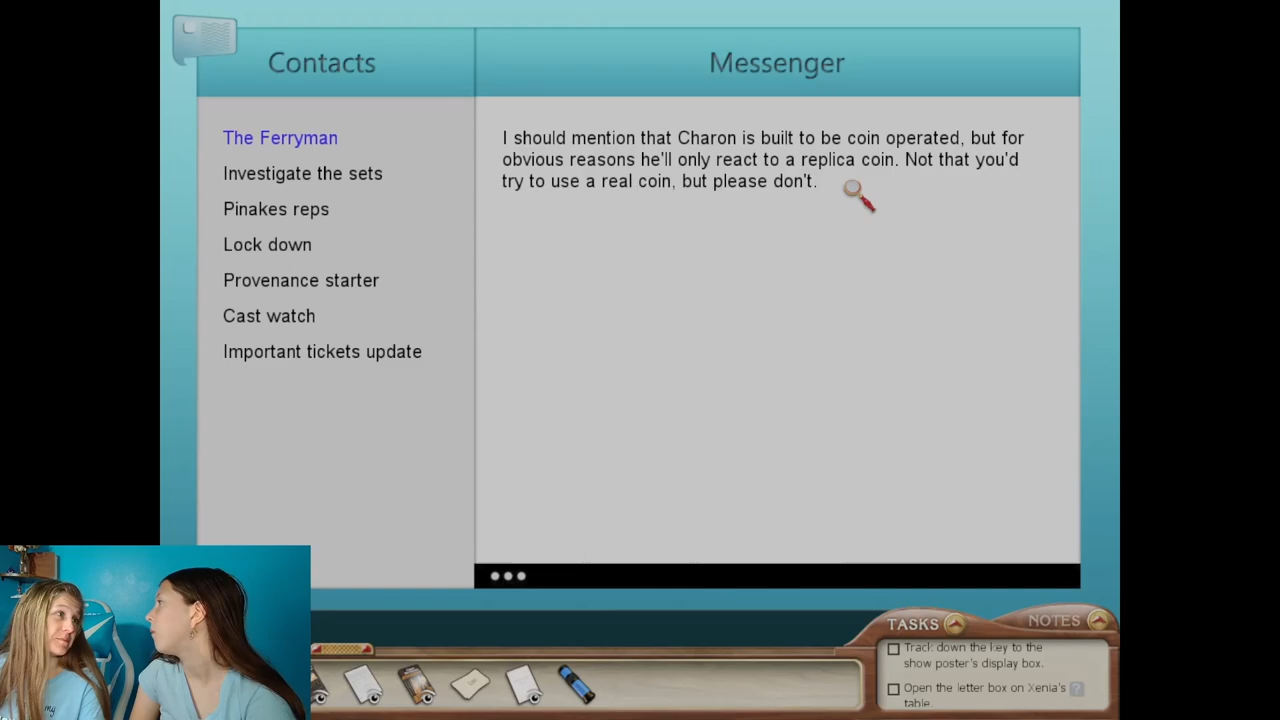 Contacts
Messenger
The Ferryman
Investigate the sets
Pinakes reps
Lock down
Provenance starter
Cast watch
Important tickets update
I should mention that Charon is built to be coin operated, but for
obvious reasons he'll only react to a replica coin. Not that you'd
try to use a real coin, but please don't.
TASKS
NOTES
Track down the key to the
show poster's display box.
Open the letter box on Xenia's ?
table.